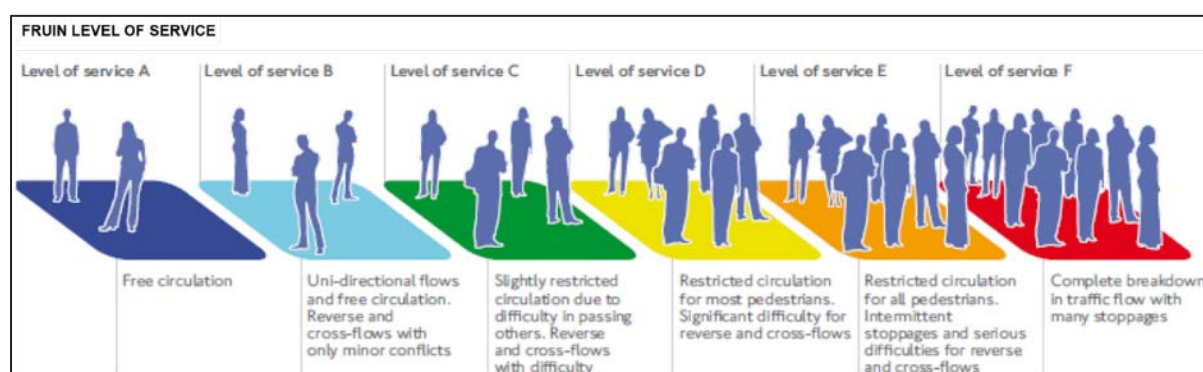 FRUIN LEVEL OF SERVICE
Level of service A
Level of service B
Level of service C
Level of service D
Level of service E
Level of service F
Free circulation
Uni-directional flows
and free circulation.
Reverse and
cross-flows with
only minor conflicts
Slightly restricted
circulation due to
difficulty in passing
others. Reverse
and cross-flows
with difficulty
Restricted circulation
for most pedestrians.
Significant difficulty for
reverse and cross-flows
Restricted circulation
for all pedestrians.
Intermittent
stoppages and serious
difficulties for reverse
and cross-flows
Complete breakdown
in traffic flow with
many stoppages